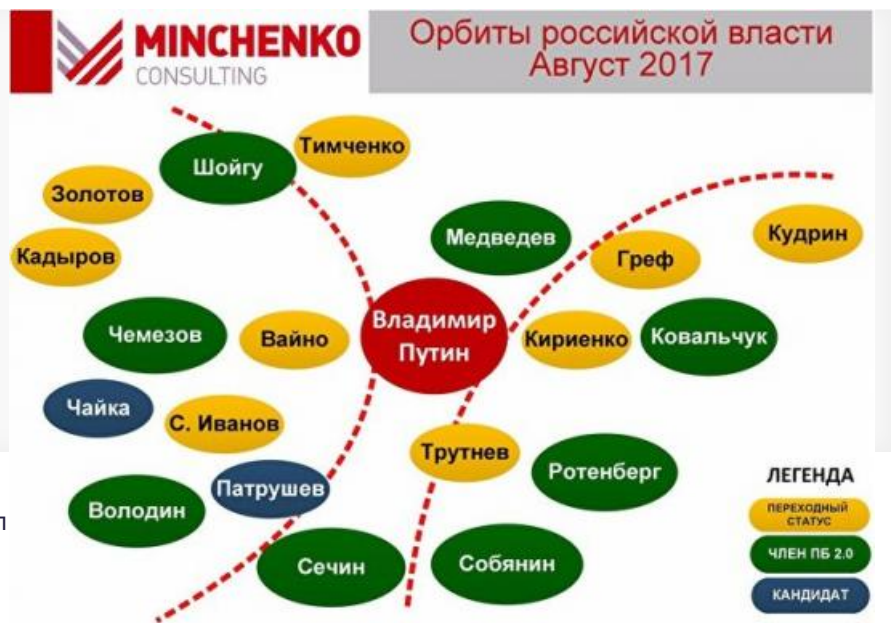 MINCHENKO
CONSULTING
Орбиты российской власти
Август 2017
Тимченко
Шойгу
Золотов
Кадыров
Медведев
Кудрин
Греф
Владимир
Путин
Чемезов
Вайно
Кириенко
Ковальчук
Чайка
С. Иванов
Трутнев
Ротенберг
Патрушев
Володин
Сечин
Собянин
ЛЕГЕНДА
ПЕРЕХОДНЫЙ
СТАТУС
ЧЛЕН ПБ 2.0
КАНДИДАТ